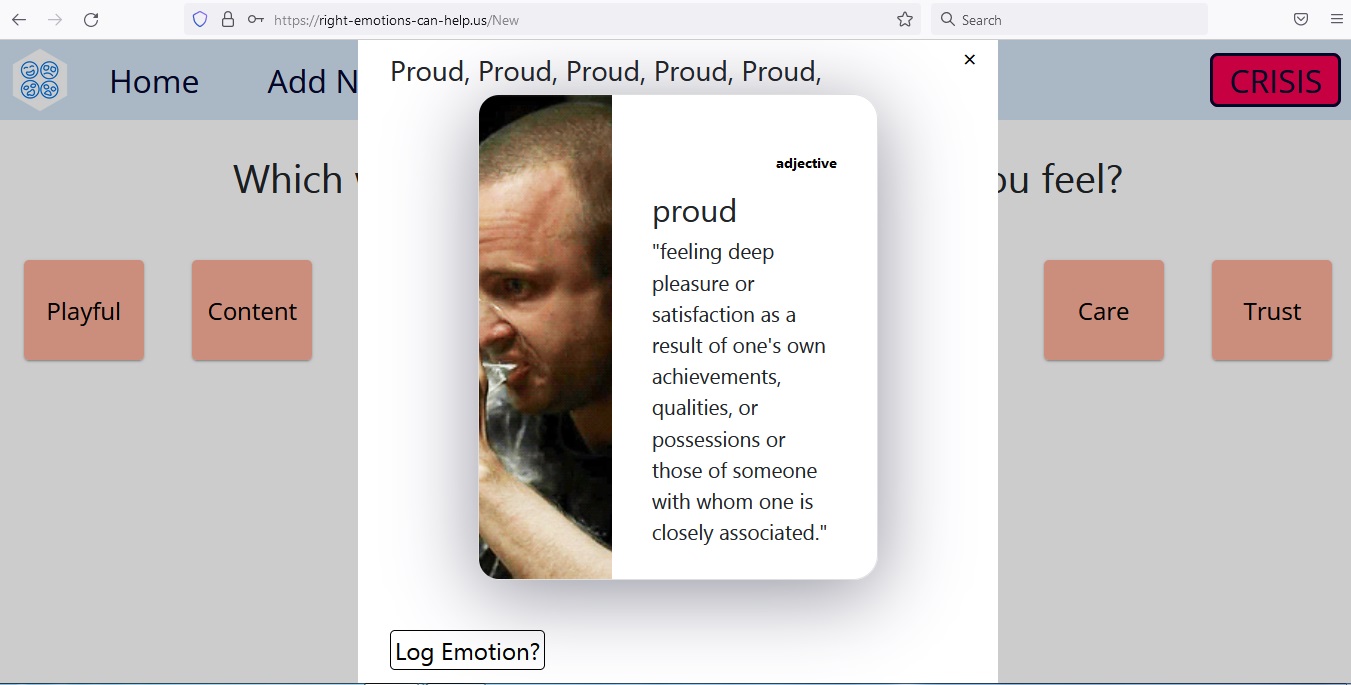 https://right-emotions-can-help.us/New
Search
Home
Add N
CRISIS
Proud, Proud, Proud, Proud, Proud,
Which
ou feel?
adjective
proud
"feeling deep
pleasure or
satisfaction as a
result of one's own
achievements,
qualities, or
possessions or
those of someone
with whom one is
closely associated."
Playful
Content
Care
Trust
Log Emotion?